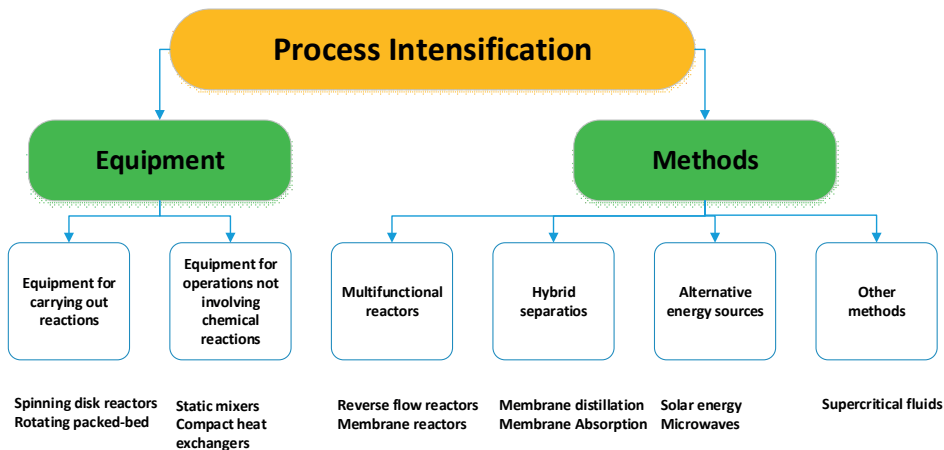 Process Intensification
Equipment
Methods
Equipment for
carrying out
reactions
Equipment for
operations not
involving
chemical
reactions
Multifunctional
reactors
Hybrid
separatios
Alternative
energy sources
Other
methods
Spinning disk reactors
Rotating packed-bed
Static mixers
Compact heat
exchangers
Reverse flow reactors
Membrane reactors
Membrane distillation
Membrane Absorption
Solar energy
Microwaves
Supercritical fluids